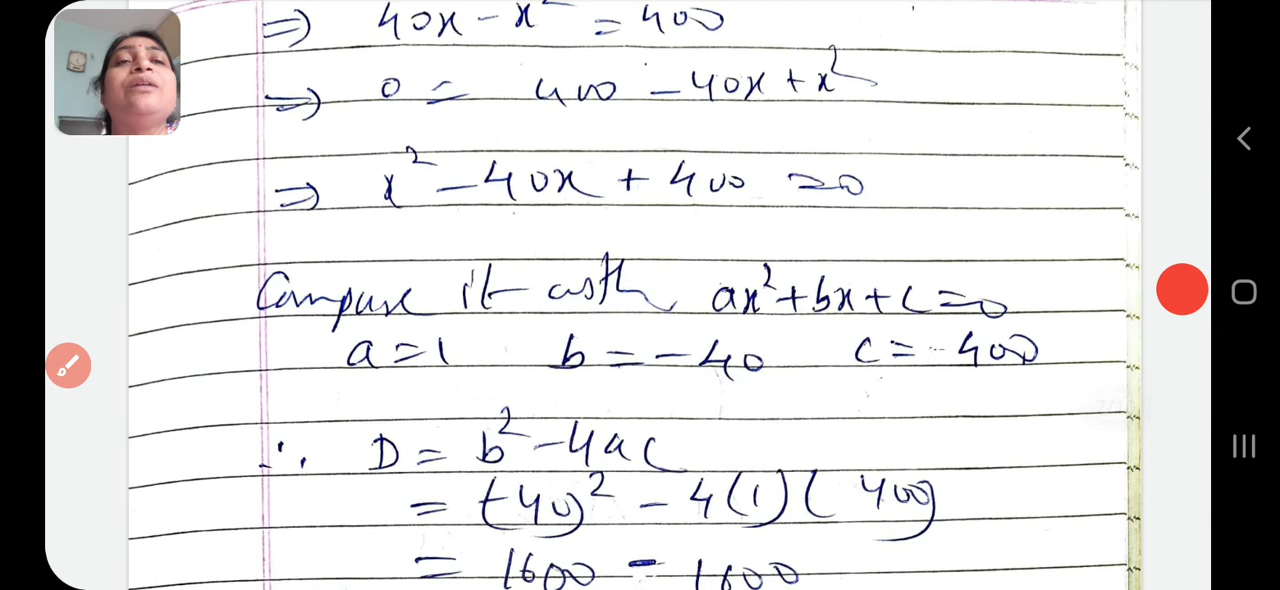 ⇒ 40x - x² = 400
⇒ 0 = 400 - 40x + x²
⇒ x² - 40x + 400 = 0
Compare it with ax² + bx + c = 0
a = 1 b = -40 c = 400
∴ D = b² - 4ac
= (-40)² - 4(1)(400)
= 1600 - 1600